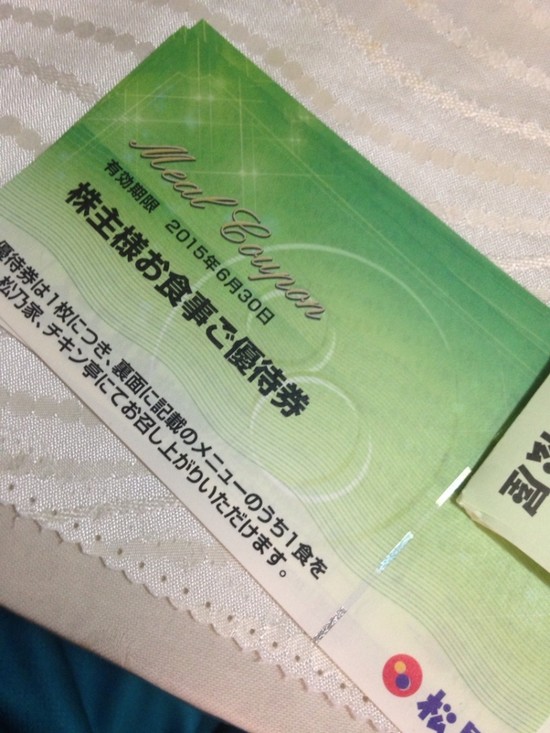 Meal Coupon
有効期限 2015年6月30日
株主様お食事ご優待券
優待券は1枚につき、裏面に記載のメニューのうち1食を
松乃家、チキン亭にてお召し上がりいただけます。
松屋